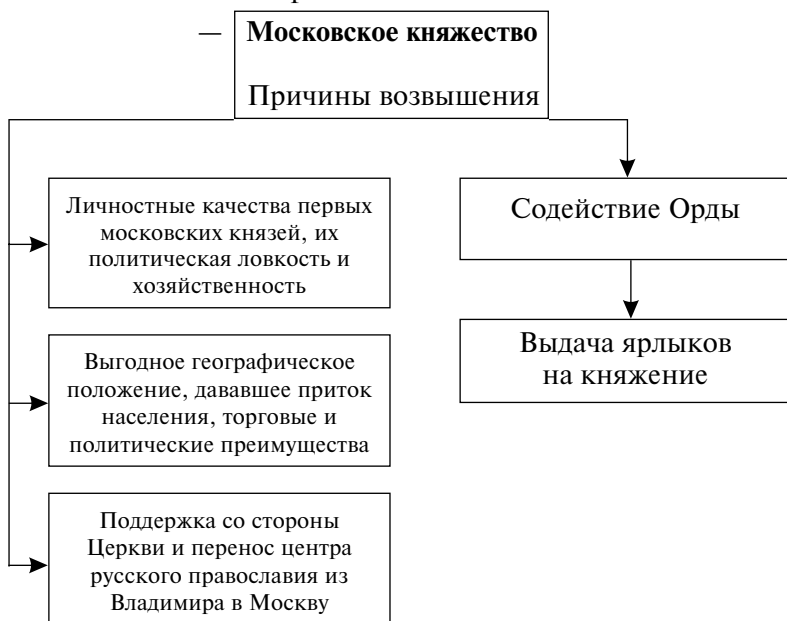 — Московское княжество
Причины возвышения
Личностные качества первых
московских князей, их
политическая ловкость и
хозяйственность
Выгодное географическое
положение, дававшее приток
населения, торговые и
политические преимущества
Поддержка со стороны
Церкви и перенос центра
русского православия из
Владимира в Москву
Содействие Орды
Выдача ярлыков
на княжение